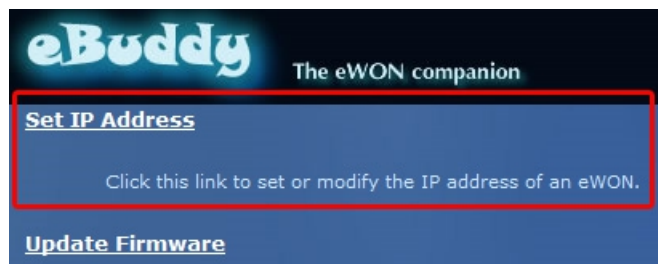 eBuddy
The eWON companion
Set IP Address
Click this link to set or modify the IP address of an eWON.
Update Firmware